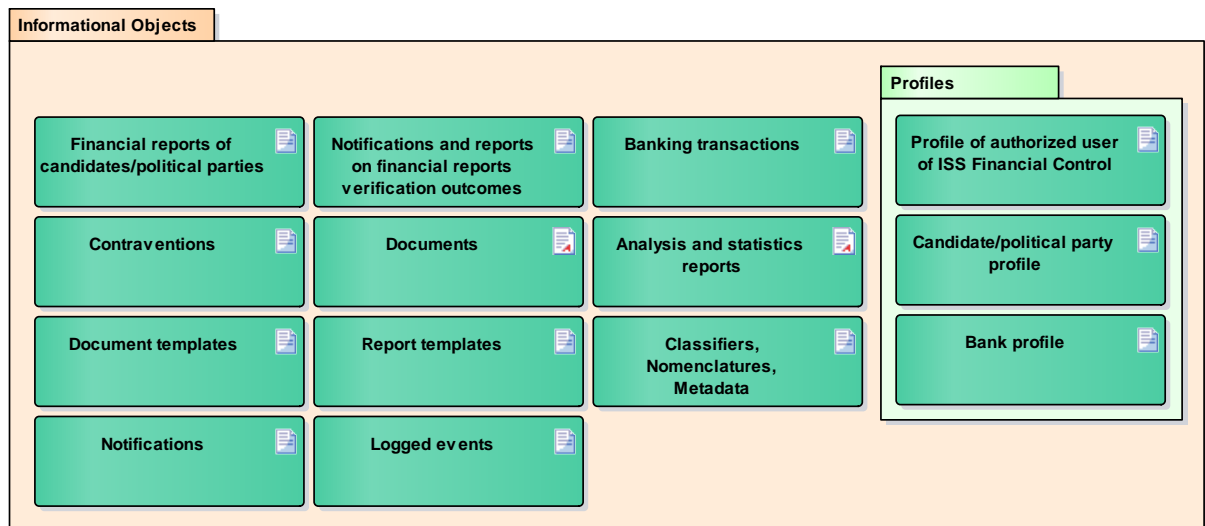 Informational Objects
Profiles
Financial reports of
candidates/political parties
Notifications and reports
on financial reports
verification outcomes
Banking transactions
Profile of authorized user
of ISS Financial Control
Contraventions
Documents
Analysis and statistics
reports
Candidate/political party
profile
Document templates
Report templates
Classifiers,
Nomenclatures,
Metadata
Bank profile
Notifications
Logged events